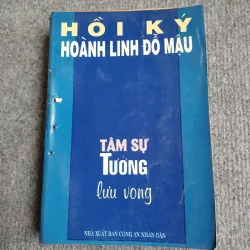 HỒI KÝ
HOÀNH LINH ĐỖ MẬU
TÂM SỰ
TƯỚNG
lưu vong
NHÀ XUẤT BẢN CÔNG AN NHÂN DÂN